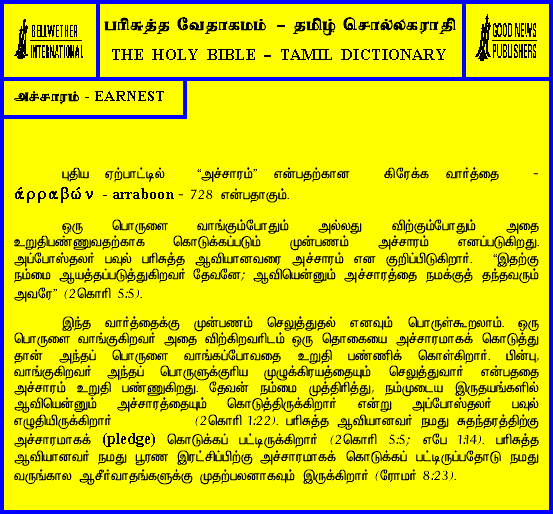 BELLWETHER
INTERNATIONAL
பரிசுத்த வேதாகமம் – தமிழ் சொல்லகராதி
THE HOLY BIBLE – TAMIL DICTIONARY
GOOD NEWS
PUBLISHERS
அச்சாரம் - EARNEST
புதிய ஏற்பாட்டில் “அச்சாரம்” என்பதற்கான கிரேக்க வார்த்தை -
ἀρραβών - arraboon - 728 என்பதாகும்.
ஒரு பொருளை வாங்கும்போதும் அல்லது விற்கும்போதும் அதை
உறுதிபண்ணுவதற்காக கொடுக்கப்படும் முன்பணம் அச்சாரம் எனப்படுகிறது.
அப்போஸ்தலர் பவுல் பரிசுத்த ஆவியானவரை அச்சாரம் என குறிப்பிடுகிறார். “இதற்கு
நம்மை ஆயத்தப்படுத்துகிறவர் தேவனே; ஆவியென்னும் அச்சாரத்தை நமக்குத் தந்தவரும்
அவரே” (2கொரி 5:5).
இந்த வார்த்தைக்கு முன்பணம் செலுத்துதல் எனவும் பொருள்கூறலாம். ஒரு
பொருளை வாங்குகிறவர் அதை விற்கிறவரிடம் ஒரு தொகையை அச்சாரமாகக் கொடுத்து
தான் அந்தப் பொருளை வாங்கப்போவதை உறுதி பண்ணிக் கொள்கிறார். பின்பு,
வாங்குகிறவர் அந்தப் பொருளுக்குரிய முழுக்கிரயத்தையும் செலுத்துவார் என்பதை
அச்சாரம் உறுதி பண்ணுகிறது. தேவன் நம்மை முத்திரித்து, நம்முடைய இருதயங்களில்
ஆவியென்னும் அச்சாரத்தையும் கொடுத்திருக்கிறார் என்று அப்போஸ்தலர் பவுல்
எழுதியிருக்கிறார் (2கொரி 1:22). பரிசுத்த ஆவியானவர் நமது சுதந்தரத்திற்கு
அச்சாரமாகக் (pledge) கொடுக்கப் பட்டிருக்கிறார் (2கொரி 5:5; எபே 1:14). பரிசுத்த
ஆவியானவர் நமது பூரண இரட்சிப்பிற்கு அச்சாரமாகக் கொடுக்கப் பட்டிருப்பதோடு நமது
வருங்கால ஆசீர்வாதங்களுக்கு முதற்பலனாகவும் இருக்கிறார் (ரோமர் 8:23).